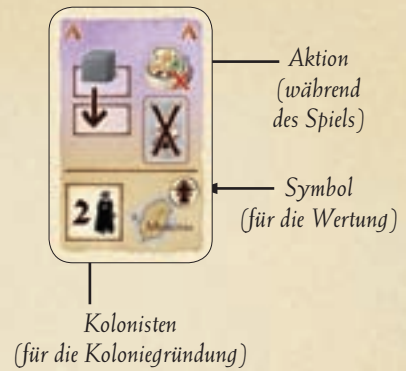 Aktion
(während
des Spiels)
2
Symbol
(für die Wertung)
Kolonisten
(für die Koloniegründung)